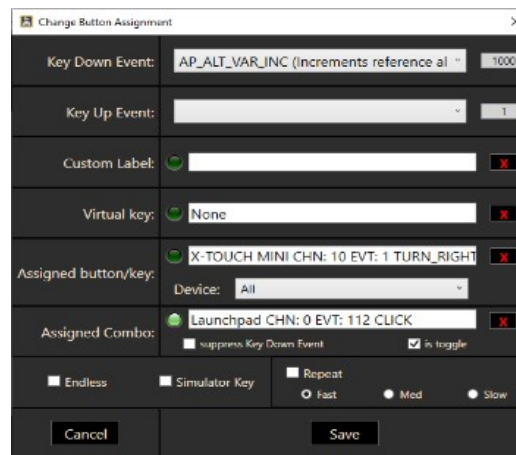 Change Button Assignment
Key Down Event: AP_ALT_VAR_INC (Increments reference al 1000
Key Up Event: 1
Custom Label: X
Virtual key: None X
X-TOUCH MINI CHN: 10 EVT: 1 TURN_RIGHT X
Assigned button/key:
Device: All
Assigned Combo: Launchpad CHN: 0 EVT: 112 CLICK X
suppress Key Down Event is toggle
Endless Simulator Key Repeat
Fast Med Slow
Cancel Save